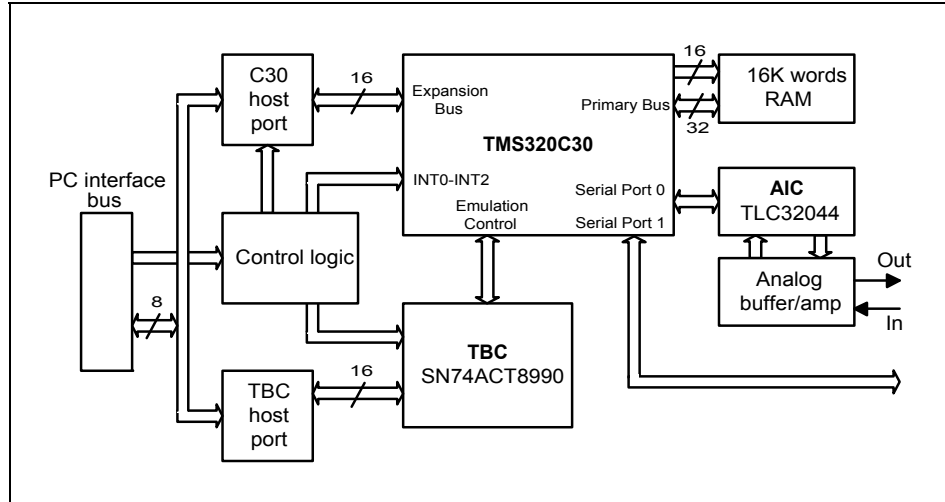 C30
host
port
16
Expansion
Bus
Primary Bus
TMS320C30
INT0-INT2
Emulation
Control
Serial Port 0
Serial Port 1
16
32
16K words
RAM
AIC
TLC32044
Analog
buffer/amp
Out
In
PC interface
bus
8
Control logic
TBC
SN74ACT8990
TBC
host
port
16